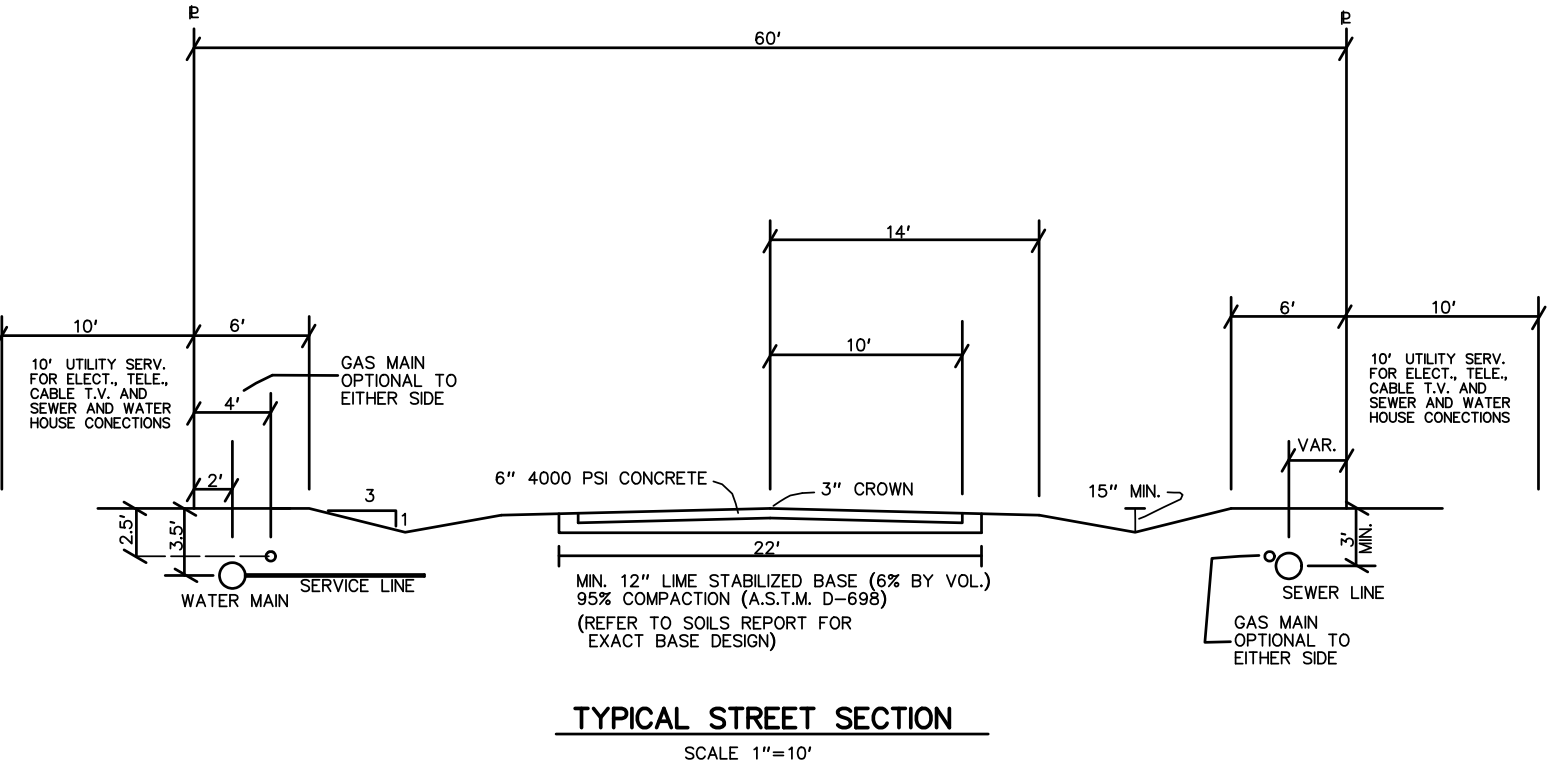 ℄
℄
60'
14'
10'
6'
6'
10'
10'
10' UTILITY SERV.
FOR ELECT., TELE.,
CABLE T.V. AND
SEWER AND WATER
HOUSE CONECTIONS
GAS MAIN
OPTIONAL TO
EITHER SIDE
4'
2'
10' UTILITY SERV.
FOR ELECT., TELE.,
CABLE T.V. AND
SEWER AND WATER
HOUSE CONECTIONS
VAR.
6" 4000 PSI CONCRETE
3" CROWN
15" MIN.
3
1
2.5'
3.5'
3'
MIN.
22'
SERVICE LINE
WATER MAIN
MIN. 12" LIME STABILIZED BASE (6% BY VOL.)
95% COMPACTION (A.S.T.M. D-698)
(REFER TO SOILS REPORT FOR
EXACT BASE DESIGN)
SEWER LINE
GAS MAIN
OPTIONAL TO
EITHER SIDE
TYPICAL STREET SECTION
SCALE 1"=10'